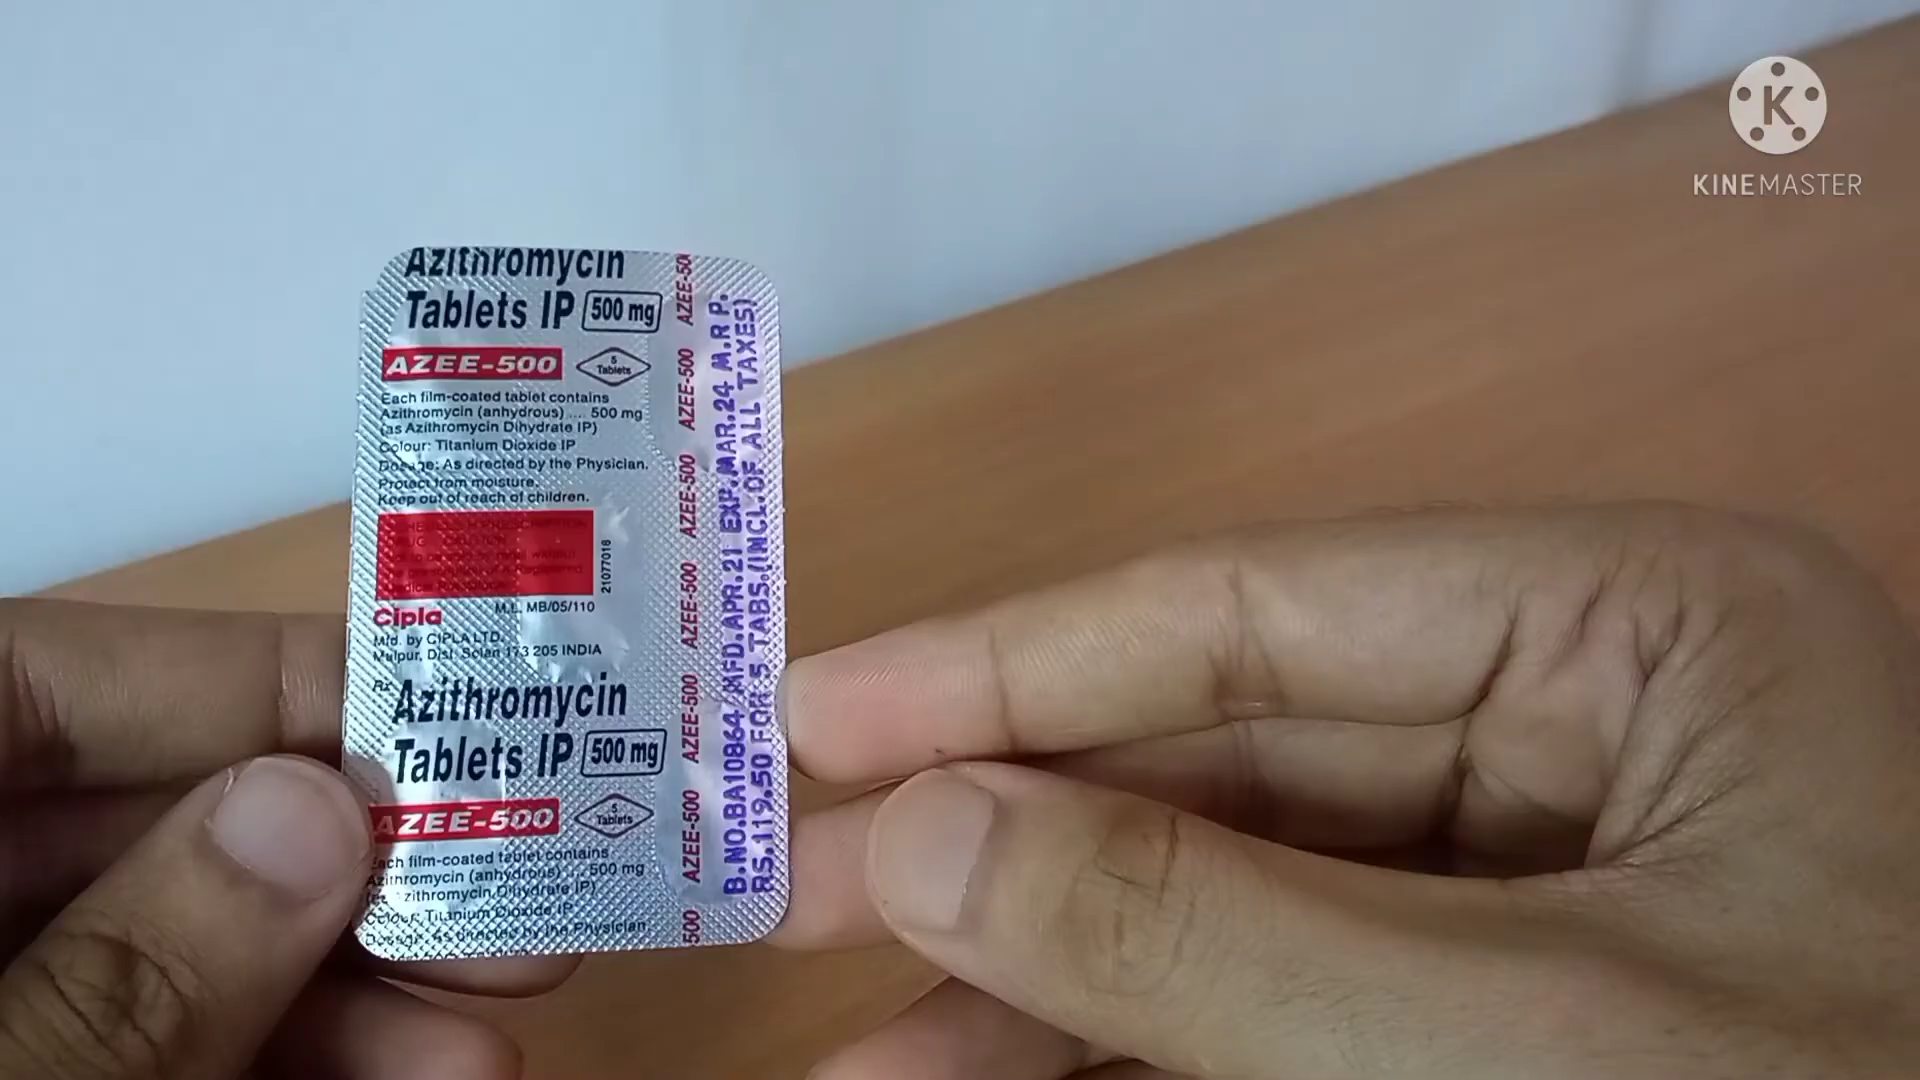 Azithromycin
Tablets IP 500 mg
AZEE-500 5 Tablets
Each film-coated tablet contains
Azithromycin (anhydrous) .... 500 mg
(as Azithromycin Dihydrate IP)
Colour: Titanium Dioxide IP
Dosage: As directed by the Physician.
Protect from moisture.
Keep out of reach of children.
21077016
Cipla M.L. MB/05/110
Mfd. by CIPLA LTD.
Malpur, Dist. Solan 173 205 INDIA
Rx Azithromycin
Tablets IP 500 mg
AZEE-500 5 Tablets
Each film-coated tablet contains
Azithromycin (anhydrous) .... 500 mg
Azithromycin Dihydrate IP)
Colour: Titanium Dioxide IP
Dosage: As directed by the Physician.
AZEE-50
AZEE-500
AZEE-500
AZEE-500
AZEE-500
AZEE-500
500
B.NO.BA10864 MFD.APR.21 EXP.MAR.24 M.R P.
RS.119.50 FOR 5 TABS.(INCL.OF ALL TAXES)
K
KINEMASTER